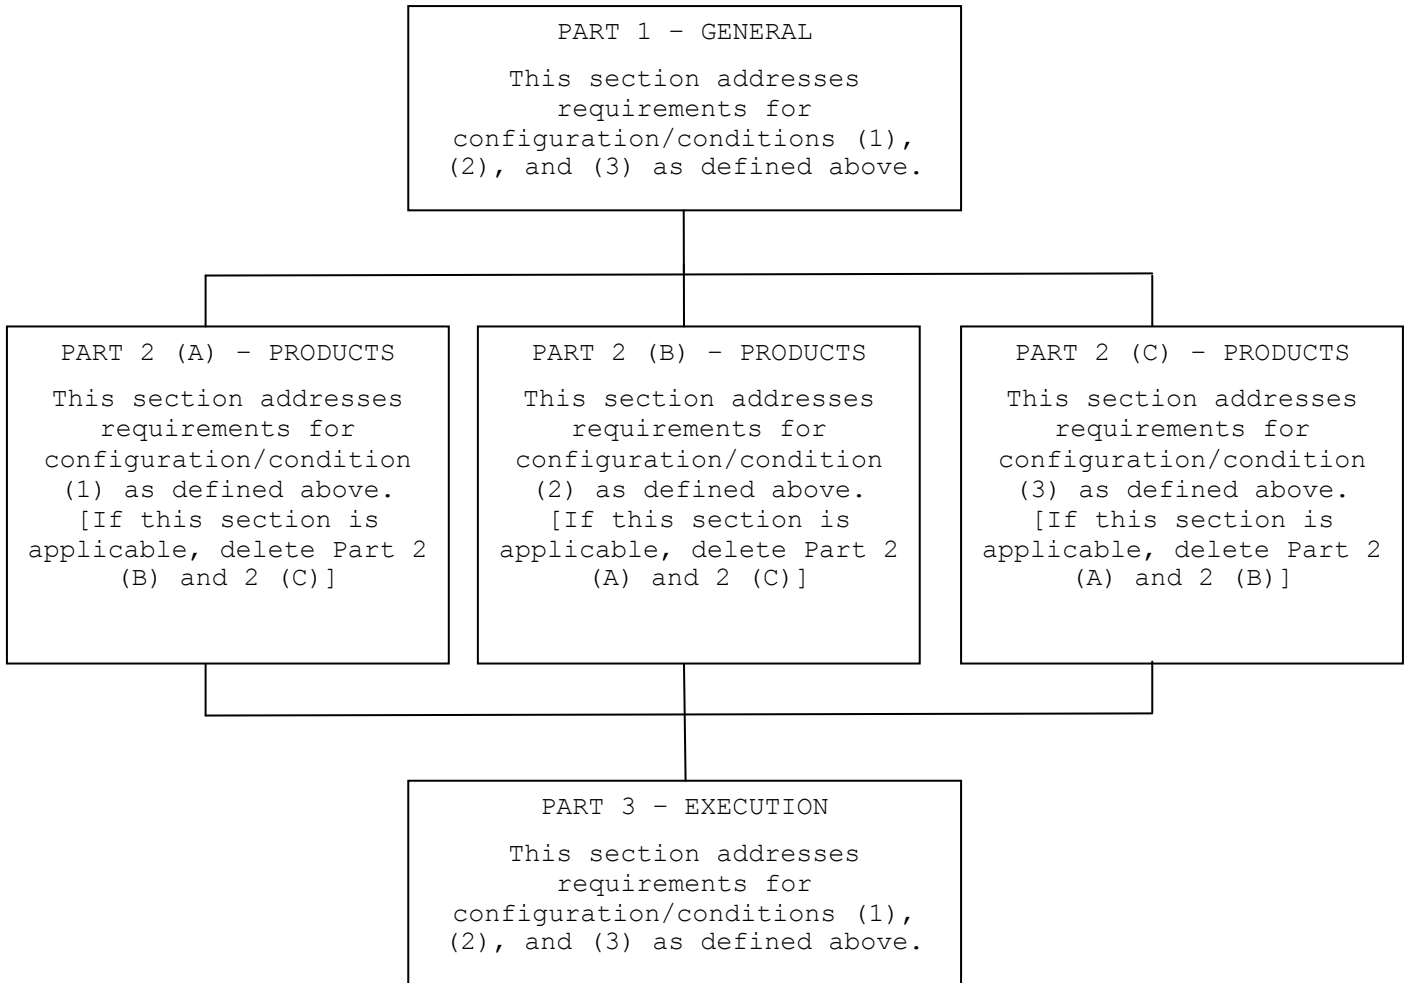 PART 1 – GENERAL
This section addresses
requirements for
configuration/conditions (1),
(2), and (3) as defined above.
PART 2 (A) – PRODUCTS
This section addresses
requirements for
configuration/condition
(1) as defined above.
[If this section is
applicable, delete Part 2
(B) and 2 (C)]
PART 2 (B) – PRODUCTS
This section addresses
requirements for
configuration/condition
(2) as defined above.
[If this section is
applicable, delete Part 2
(A) and 2 (C)]
PART 2 (C) – PRODUCTS
This section addresses
requirements for
configuration/condition
(3) as defined above.
[If this section is
applicable, delete Part 2
(A) and 2 (B)]
PART 3 – EXECUTION
This section addresses
requirements for
configuration/conditions (1),
(2), and (3) as defined above.